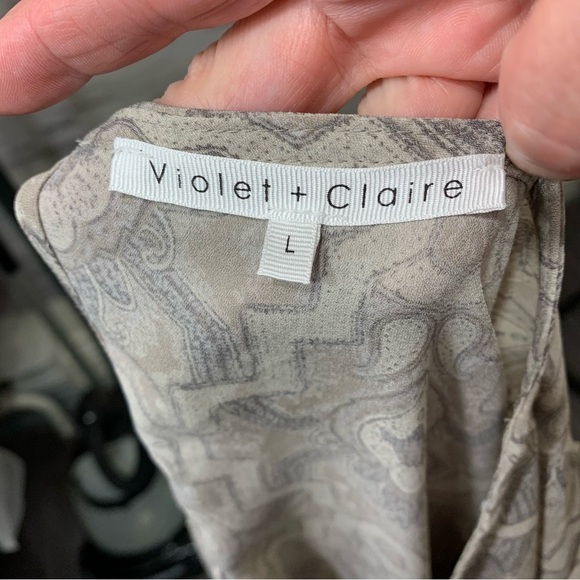 Violet + Claire
L